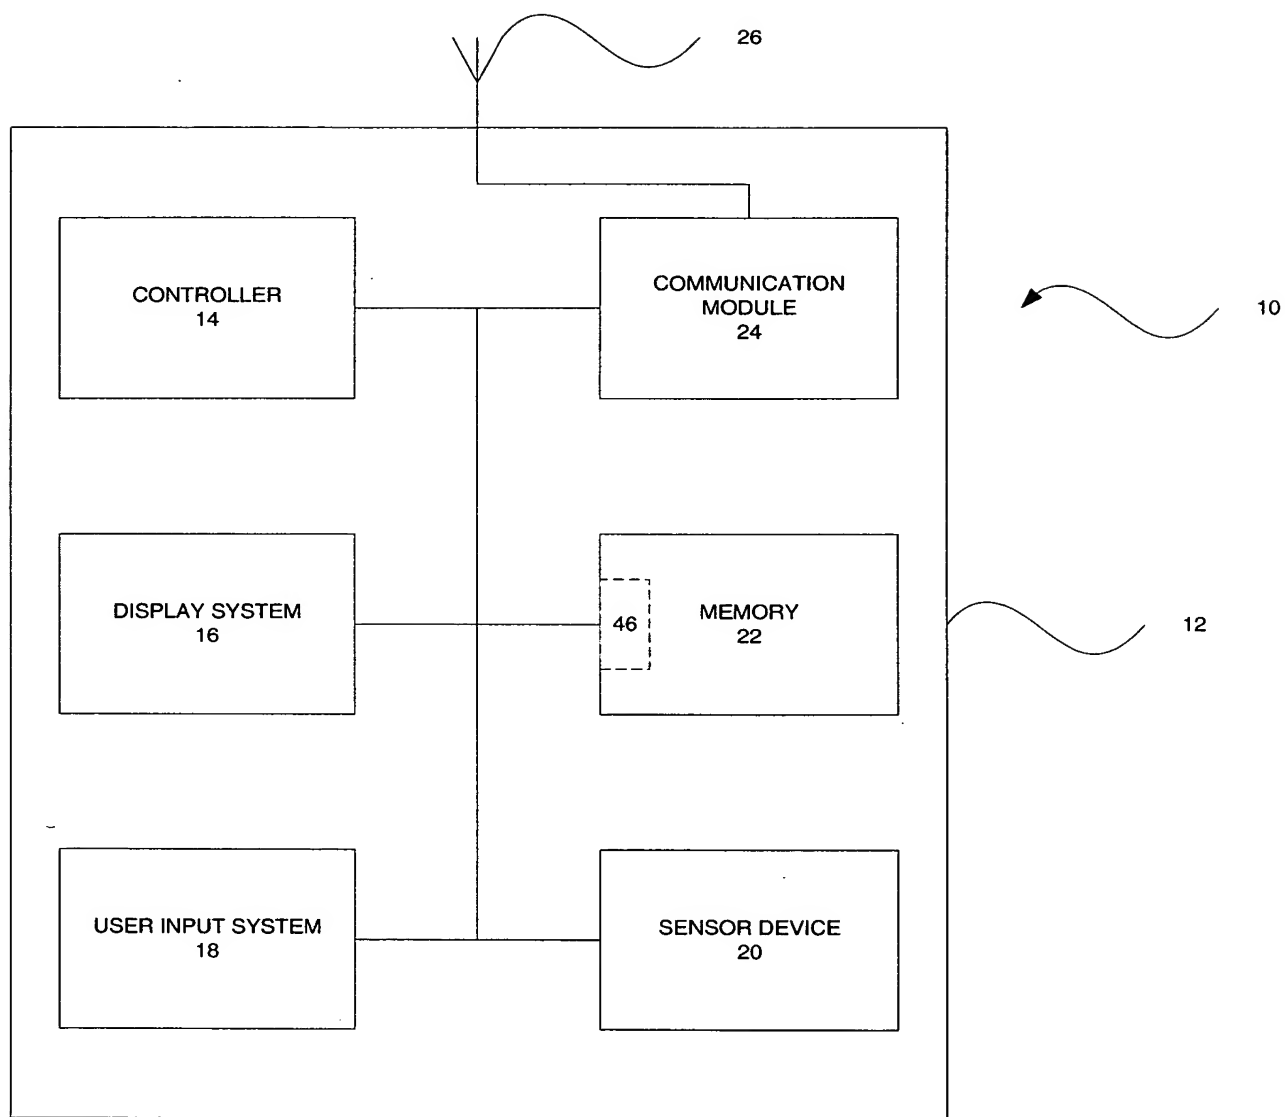 26
CONTROLLER
14
COMMUNICATION
MODULE
24
10
DISPLAY SYSTEM
16
46
MEMORY
22
12
USER INPUT SYSTEM
18
SENSOR DEVICE
20